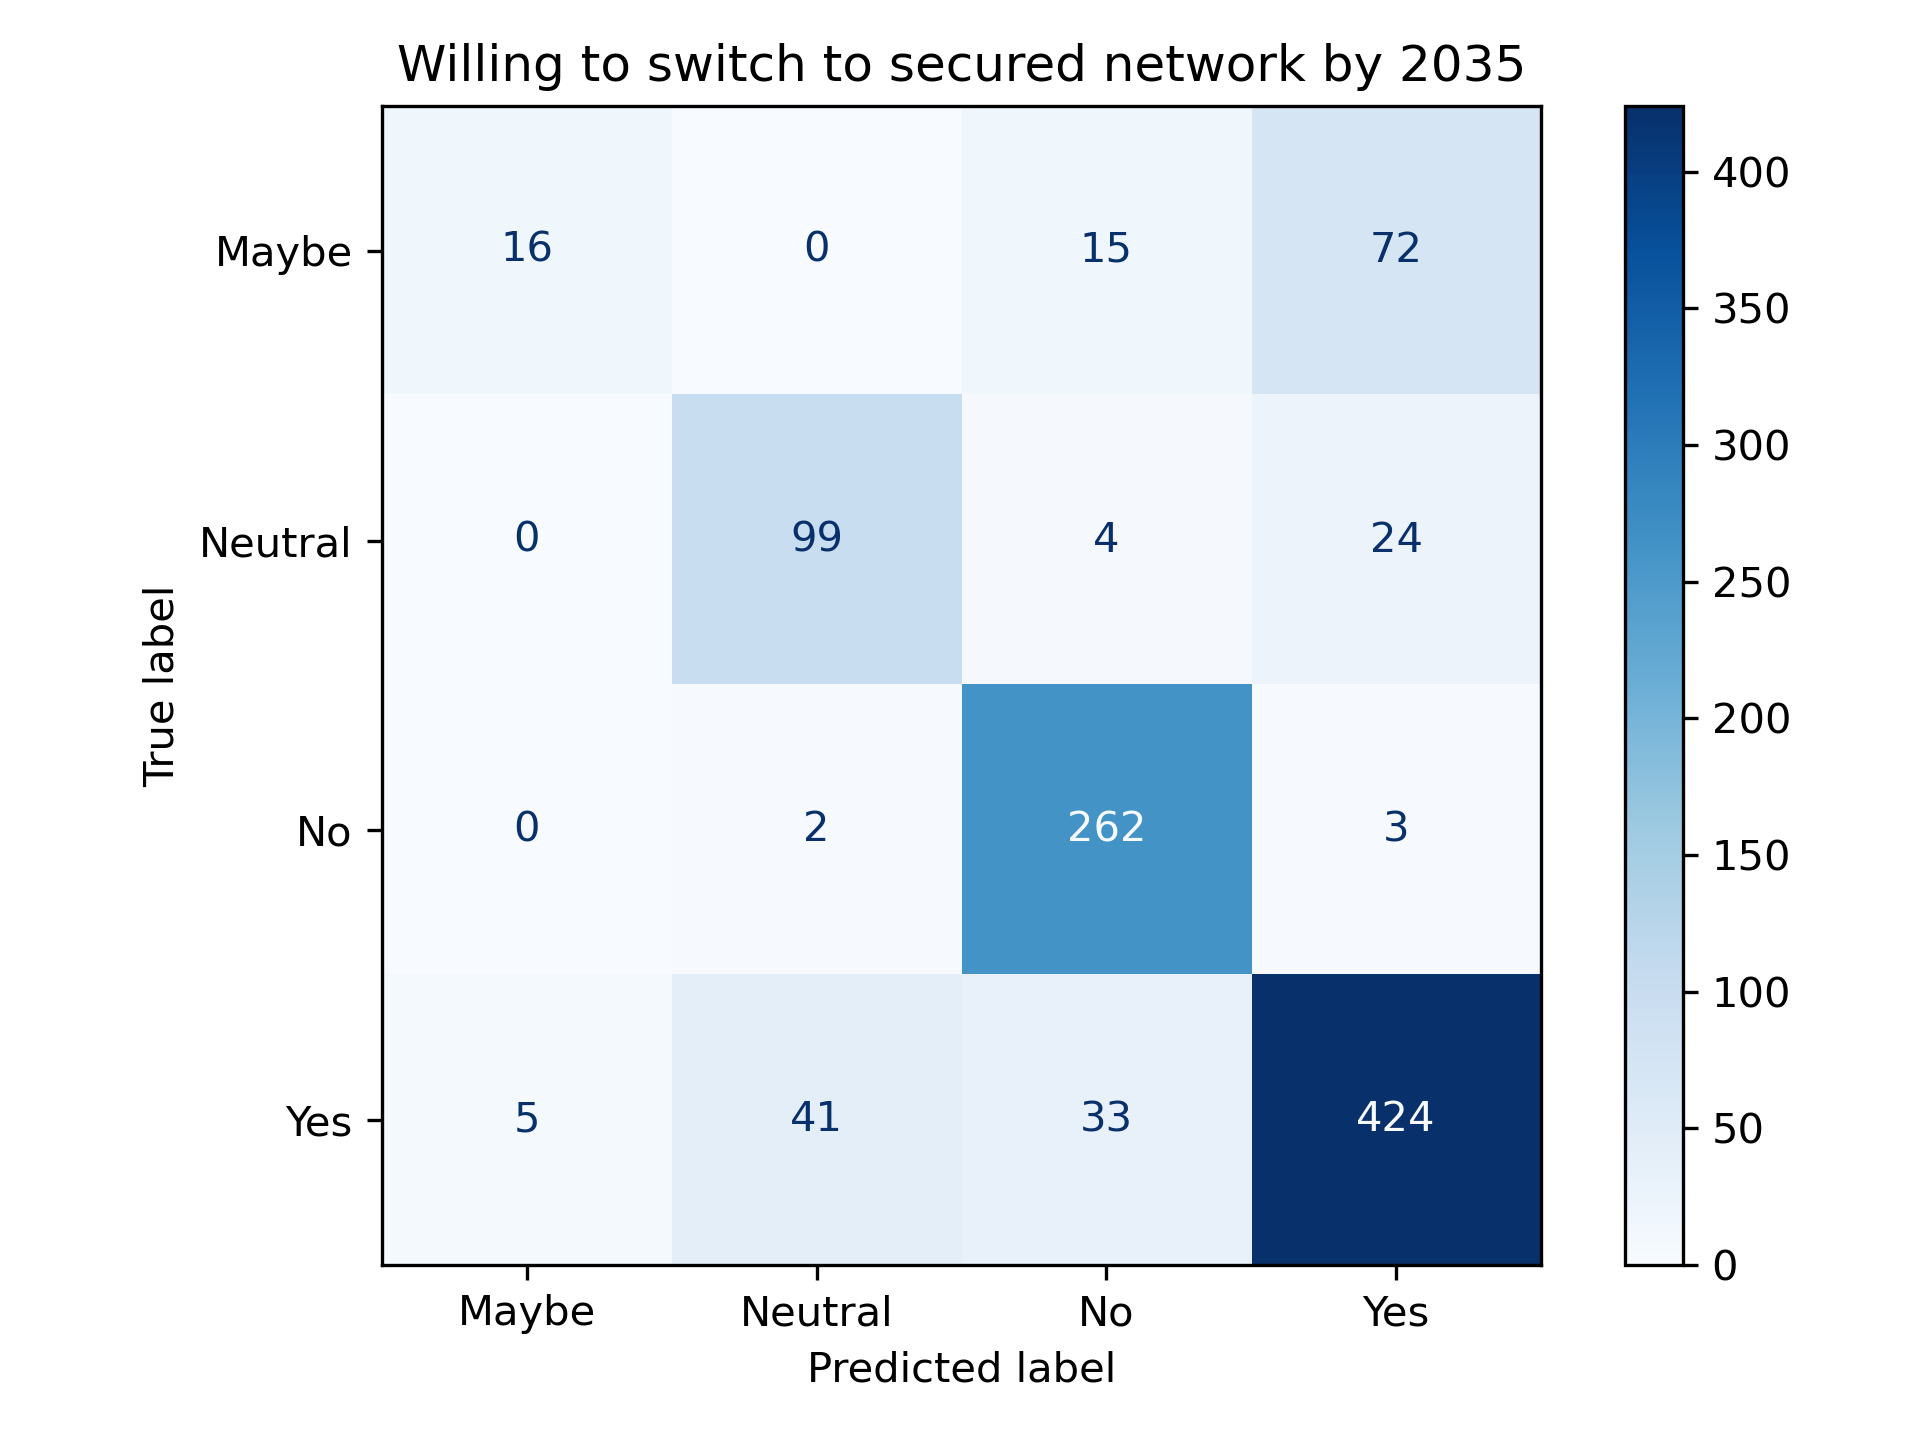 Willing to switch to secured network by 2035
True label
Maybe 16 0 15 72
Neutral 0 99 4 24
No 0 2 262 3
Yes 5 41 33 424
Maybe Neutral No Yes
Predicted label
400
350
300
250
200
150
100
50
0